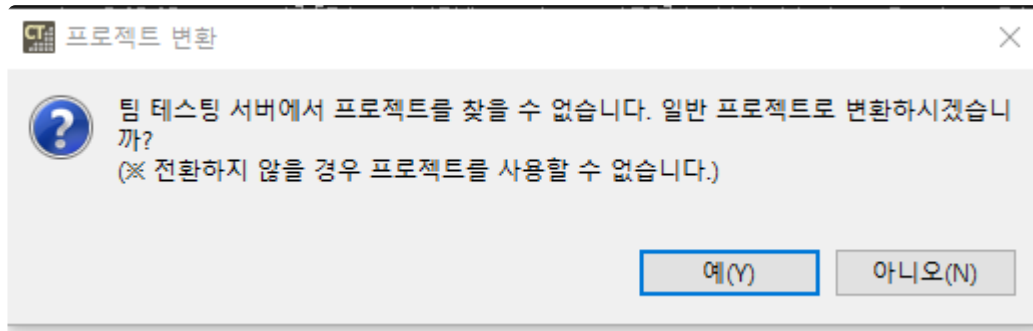 CT 프로젝트 변환
팀 테스팅 서버에서 프로젝트를 찾을 수 없습니다. 일반 프로젝트로 변환하시겠습니
까?
(※ 전환하지 않을 경우 프로젝트를 사용할 수 없습니다.)
예(Y) 아니오(N)